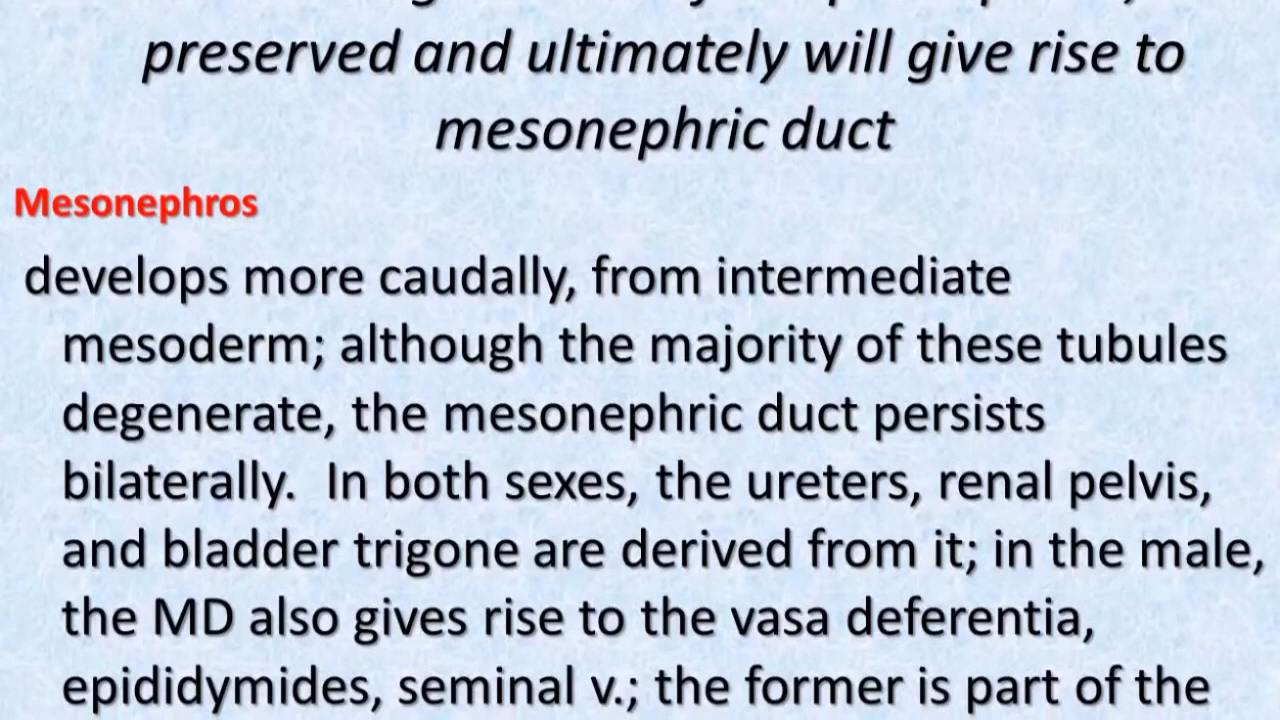 preserved and ultimately will give rise to
mesonephric duct
Mesonephros
develops more caudally, from intermediate
mesoderm; although the majority of these tubules
degenerate, the mesonephric duct persists
bilaterally.  In both sexes, the ureters, renal pelvis,
and bladder trigone are derived from it; in the male,
the MD also gives rise to the vasa deferentia,
epididymides, seminal v.; the former is part of the